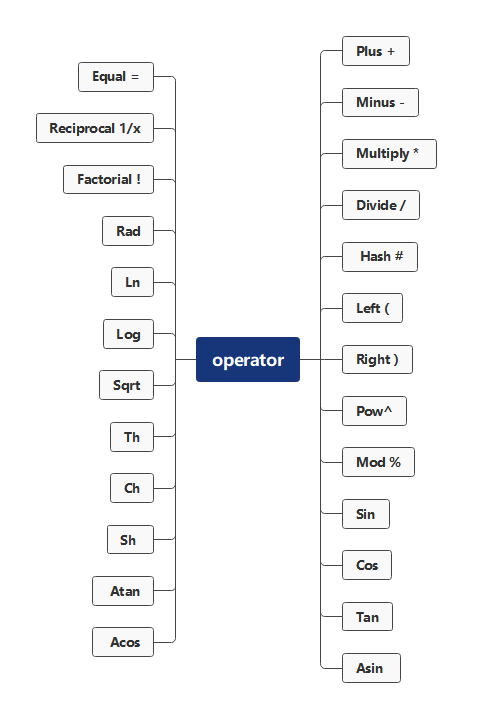 Plus +
Equal =
Minus -
Reciprocal 1/x
Multiply *
Factorial !
Divide /
Rad
Hash #
Ln
Left (
Log
operator
Right )
Sqrt
Pow^
Th
Mod %
Ch
Sin
Sh
Cos
Atan
Tan
Acos
Asin